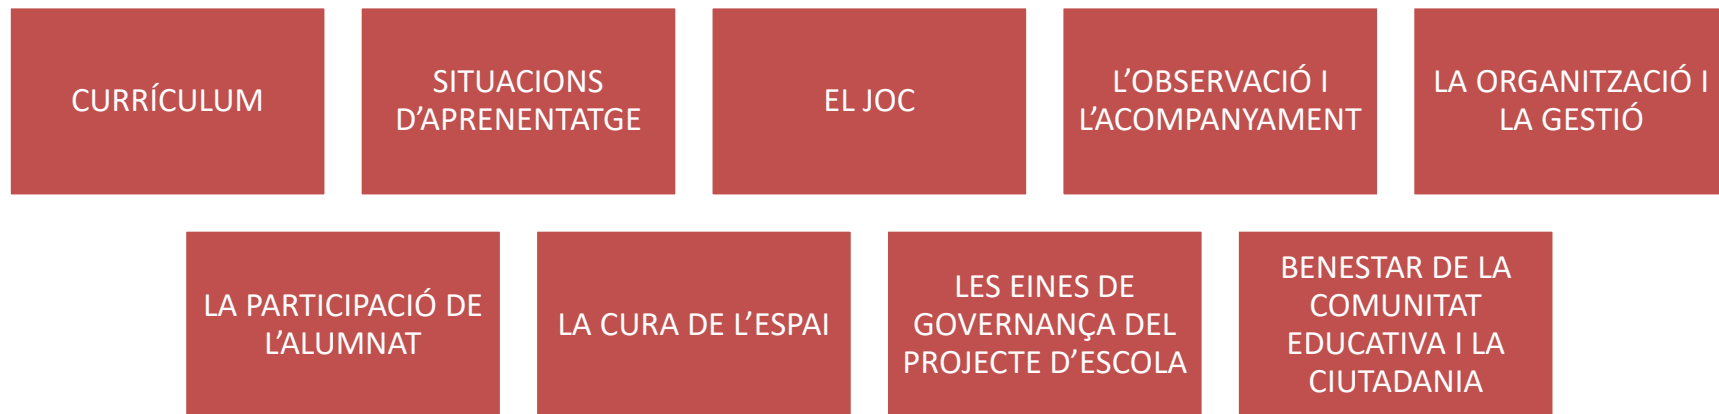 CURRÍCULUM
SITUACIONS
D'APRENENTATGE
EL JOC
L'OBSERVACIÓ I
L'ACOMPANYAMENT
LA ORGANITZACIÓ I
LA GESTIÓ
LA PARTICIPACIÓ DE
L'ALUMNAT
LA CURA DE L'ESPAI
LES EINES DE
GOVERNANÇA DEL
PROJECTE D'ESCOLA
BENESTAR DE LA
COMUNITAT
EDUCATIVA I LA
CIUTADANIA